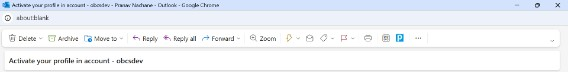 Activate your profile in account - obcsdev - Pranav Nashane - Outlook - Google Chrome
about:blank
Delete Archive Move to Reply Reply all Forward Zoom
Activate your profile in account - obcsdev